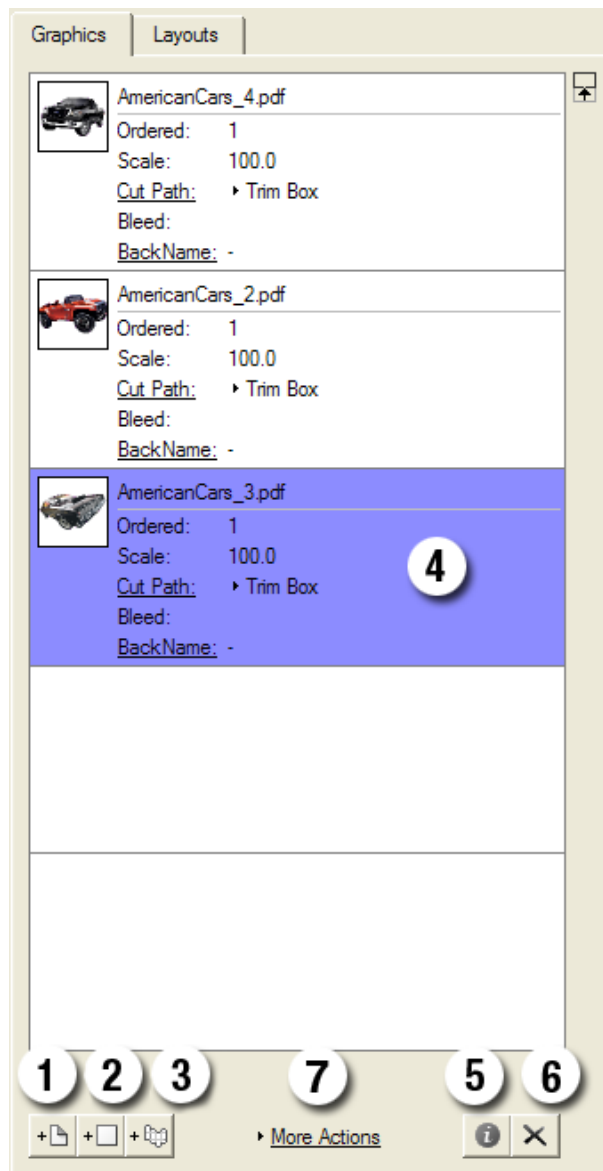 Graphics Layouts
AmericanCars_4.pdf
Ordered: 1
Scale: 100.0
Cut Path: Trim Box
Bleed:
BackName: -
AmericanCars_2.pdf
Ordered: 1
Scale: 100.0
Cut Path: Trim Box
Bleed:
BackName: -
AmericanCars_3.pdf
Ordered: 1
Scale: 100.0
Cut Path: Trim Box
Bleed:
BackName: -
4
1 2 3 7 5 6
More Actions